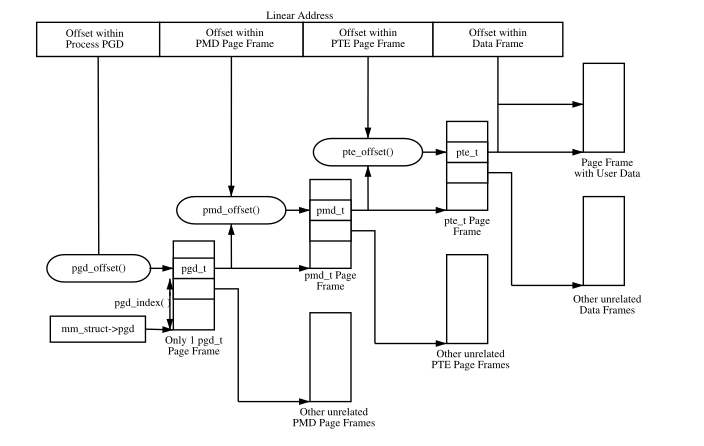 Linear Address
Offset within
Process PGD
Offset within
PMD Page Frame
Offset within
PTE Page Frame
Offset within
Data Frame
pte_offset()
pte_t
Page Frame
with User Data
pmd_offset()
pmd_t
pte_t Page
Frame
pgd_offset()
pgd_t
pmd_t Page
Frame
pgd_index()
Other unrelated
Data Frames
mm_struct->pgd
Only 1 pgd_t
Page Frame
Other unrelated
PTE Page Frames
Other unrelated
PMD Page Frames